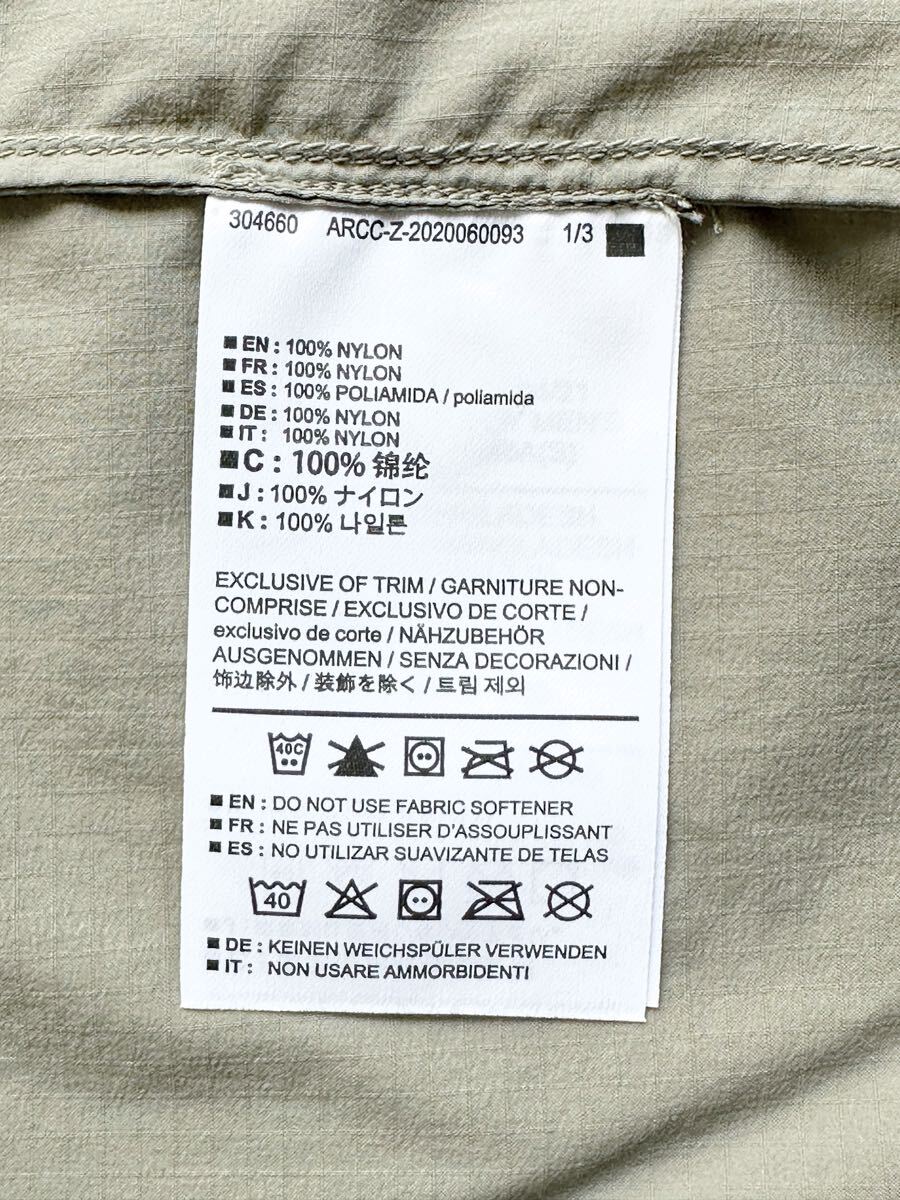 304660 ARCC-Z-2020060093 1/3
EN : 100% NYLON
FR : 100% NYLON
ES : 100% POLIAMIDA / poliamida
DE : 100% NYLON
IT : 100% NYLON
C : 100% 锦纶
J : 100% ナイロン
K : 100% 나일론
EXCLUSIVE OF TRIM / GARNITURE NON-
COMPRISE / EXCLUSIVO DE CORTE /
exclusivo de corte / NÄHZUBEHÖR
AUSGENOMMEN / SENZA DECORAZIONI /
饰边除外 / 装飾を除く / 트림 제외
40C
EN : DO NOT USE FABRIC SOFTENER
FR : NE PAS UTILISER D'ASSOUPLISSANT
ES : NO UTILIZAR SUAVIZANTE DE TELAS
40
DE : KEINEN WEICHSPÜLER VERWENDEN
IT : NON USARE AMMORBIDENTI